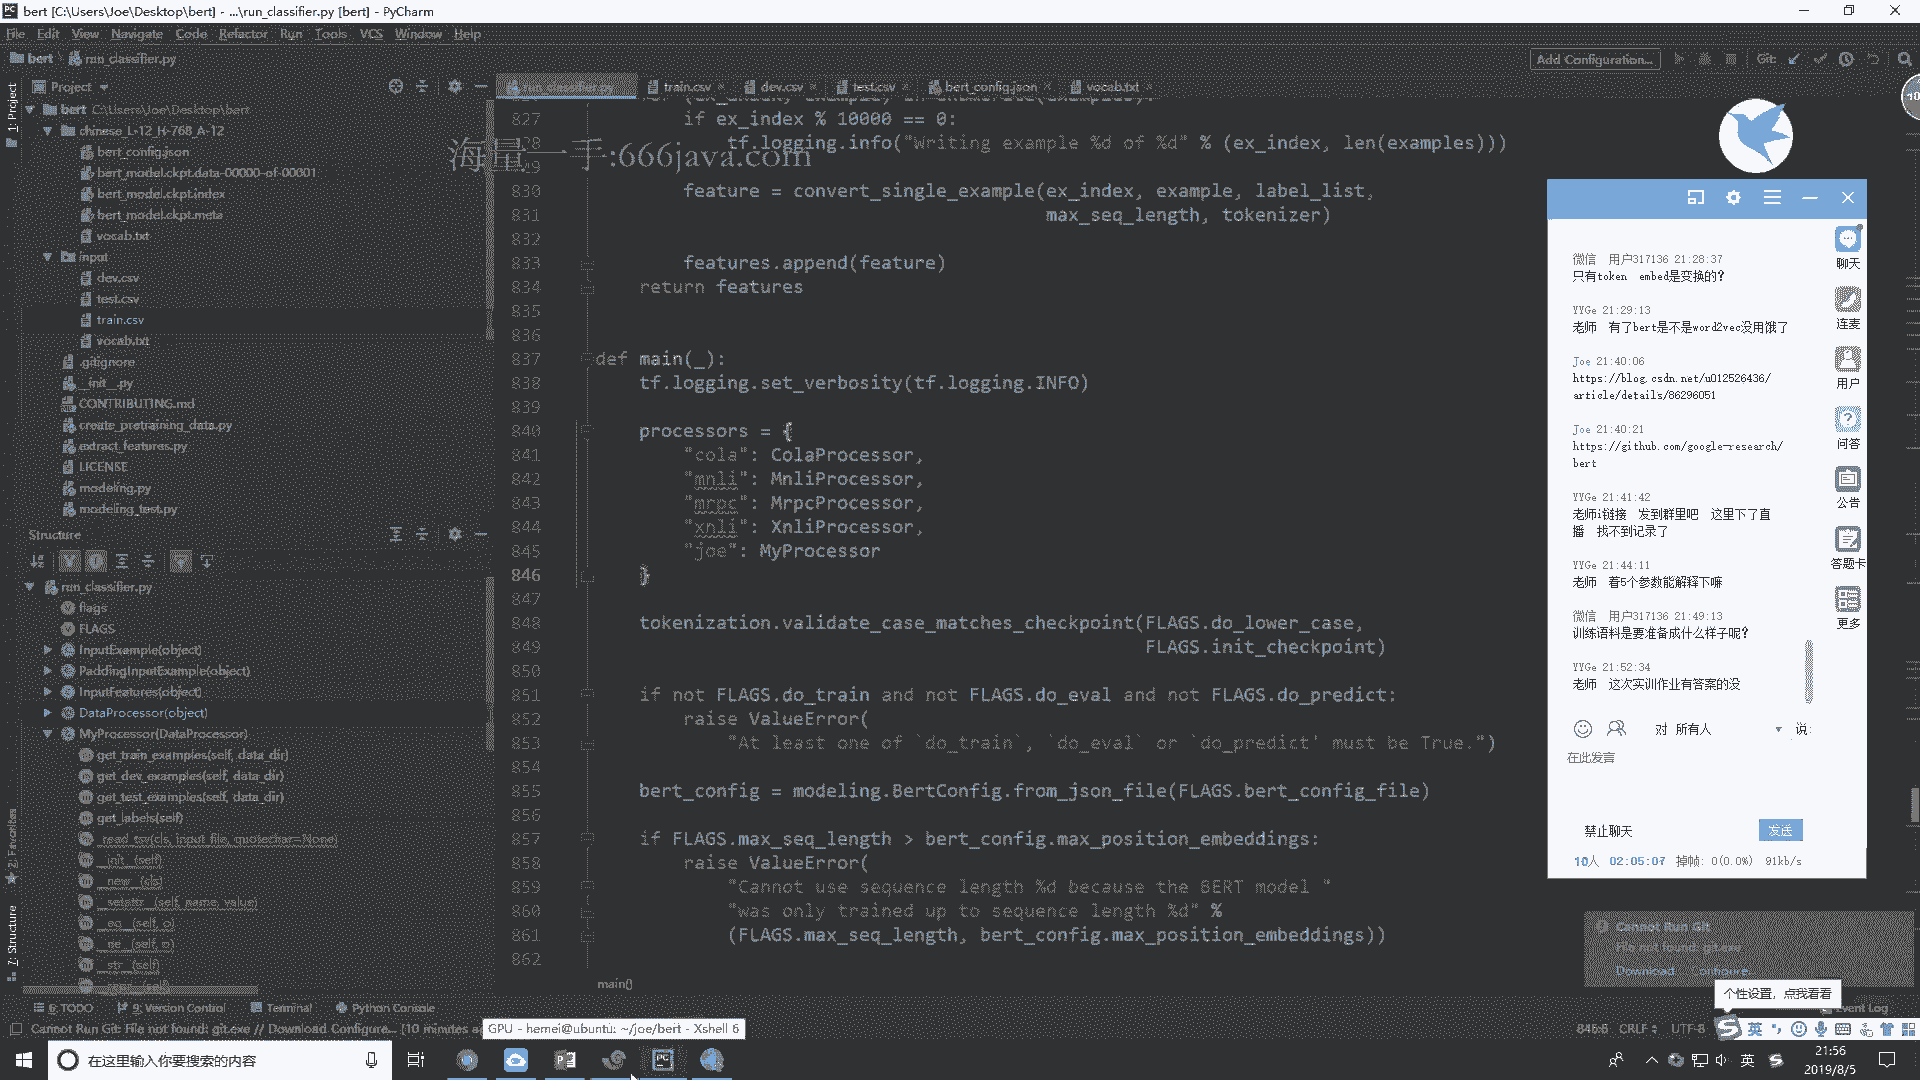 bert [C:\Users\Joe\Desktop\bert] - ...\run_classifier.py [bert] - PyCharm
File Edit View Navigate Code Refactor Run Tools VCS Window Help
bert run_classifier.py
Add Configuration...
Git:
Project
run_classifier.py train.csv dev.csv test.csv bert_config.json vocab.txt
1: Project
bert C:\Users\Joe\Desktop\bert
chinese_L-12_H-768_A-12
bert_config.json
bert_model.ckpt.data-00000-of-00001
bert_model.ckpt.index
bert_model.ckpt.meta
vocab.txt
input
dev.csv
test.csv
train.csv
vocab.txt
.gitignore
__init__.py
CONTRIBUTING.md
create_pretraining_data.py
extract_features.py
LICENSE
modeling.py
modeling_test.py
Structure
run_classifier.py
flags
FLAGS
InputExample(object)
PaddingInputExample(object)
InputFeatures(object)
DataProcessor(object)
MyProcessor(DataProcessor)
get_train_examples(self, data_dir)
get_dev_examples(self, data_dir)
get_test_examples(self, data_dir)
get_labels(self)
_read_tsv(cls, input_file, quotechar=None)
__init__(self)
__new__(cls)
__setattr__(self, name, value)
__eq__(self, o)
__ne__(self, o)
__str__(self)
2: Favorites
7: Structure
827 if ex_index % 10000 == 0:
828 tf.logging.info("Writing example %d of %d" % (ex_index, len(examples)))
海量一手:666java.com
829
830 feature = convert_single_example(ex_index, example, label_list,
831 max_seq_length, tokenizer)
832
833 features.append(feature)
834 return features
835
836
837 def main(_):
838 tf.logging.set_verbosity(tf.logging.INFO)
839
840 processors = {
841 "cola": ColaProcessor,
842 "mnli": MnliProcessor,
843 "mrpc": MrpcProcessor,
844 "xnli": XnliProcessor,
845 "joe": MyProcessor
846 }
847
848 tokenization.validate_case_matches_checkpoint(FLAGS.do_lower_case,
849 FLAGS.init_checkpoint)
850
851 if not FLAGS.do_train and not FLAGS.do_eval and not FLAGS.do_predict:
852 raise ValueError(
853 "At least one of `do_train`, `do_eval` or `do_predict' must be True.")
854
855 bert_config = modeling.BertConfig.from_json_file(FLAGS.bert_config_file)
856
857 if FLAGS.max_seq_length > bert_config.max_position_embeddings:
858 raise ValueError(
859 "Cannot use sequence length %d because the BERT model "
860 "was only trained up to sequence length %d" %
861 (FLAGS.max_seq_length, bert_config.max_position_embeddings))
862
main()
10
微信 用户317136 21:28:37
只有token embed是变换的?
YYGe 21:29:13
老师 有了bert是不是word2vec没用饿了
Joe 21:40:06
https://blog.csdn.net/u012526436/
article/details/86296051
Joe 21:40:21
https://github.com/google-research/
bert
YYGe 21:41:42
老师i链接 发到群里吧 这里下了直
播 找不到记录了
YYGe 21:44:11
老师 着5个参数能解释下嘛
微信 用户317136 21:49:13
训练语料是要准备成什么样子呢?
YYGe 21:52:34
老师 这次实训作业有答案的没
聊天
连麦
用户
问答
公告
答题卡
更多
对 所有人 说:
在此发言
禁止聊天 发送
10人 02:05:07 掉帧: 0(0.0%) 91kb/s
Cannot Run Git
File not found: git.exe
Download Configure...
个性设置，点我看看
6: TODO 9: Version Control Terminal Python Console Event Log
Cannot Run Git: File not found: git.exe // Download Configure... (10 minutes
GPU - hemei@ubuntu: ~/joe/bert - Xshell 6
846:6 CRLF UTF-8
英
在这里输入你要搜索的内容
英
21:56
2019/8/5